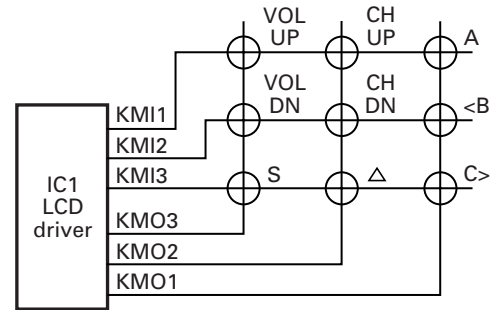 VOL UP
CH UP
A
VOL DN
CH DN
<B
S
△
C>
KMI1
KMI2
KMI3
KMO3
KMO2
KMO1
IC1
LCD
driver